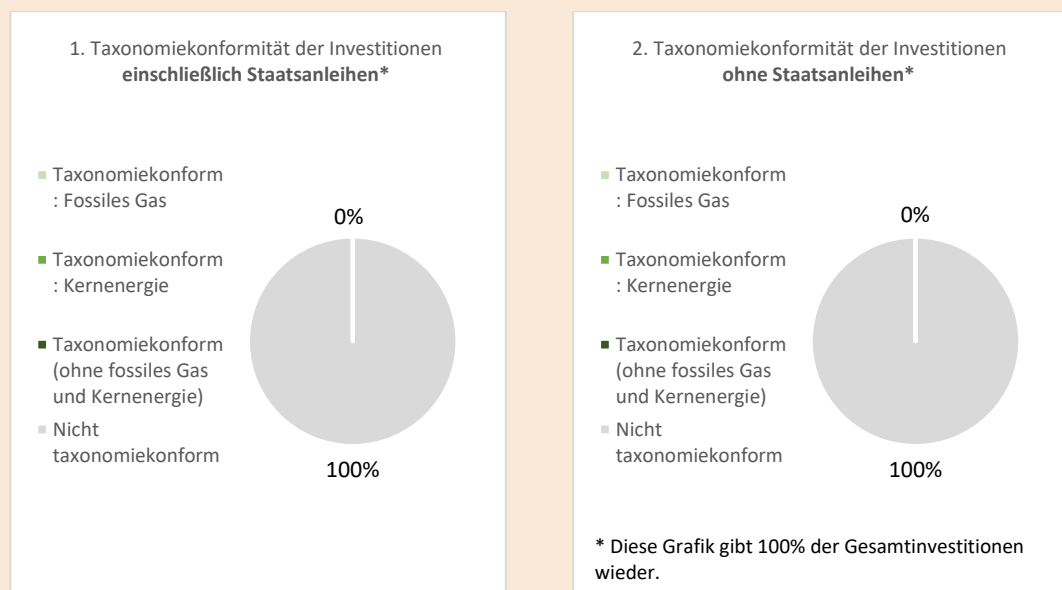 1. Taxonomiekonformität der Investitionen
einschließlich Staatsanleihen*
Taxonomiekonform
: Fossiles Gas
Taxonomiekonform
: Kernenergie
Taxonomiekonform
(ohne fossiles Gas
und Kernenergie)
Nicht
taxonomiekonform
0%
100%
2. Taxonomiekonformität der Investitionen
ohne Staatsanleihen*
Taxonomiekonform
: Fossiles Gas
Taxonomiekonform
: Kernenergie
Taxonomiekonform
(ohne fossiles Gas
und Kernenergie)
Nicht
taxonomiekonform
0%
100%
* Diese Grafik gibt 100% der Gesamtinvestitionen
wieder.